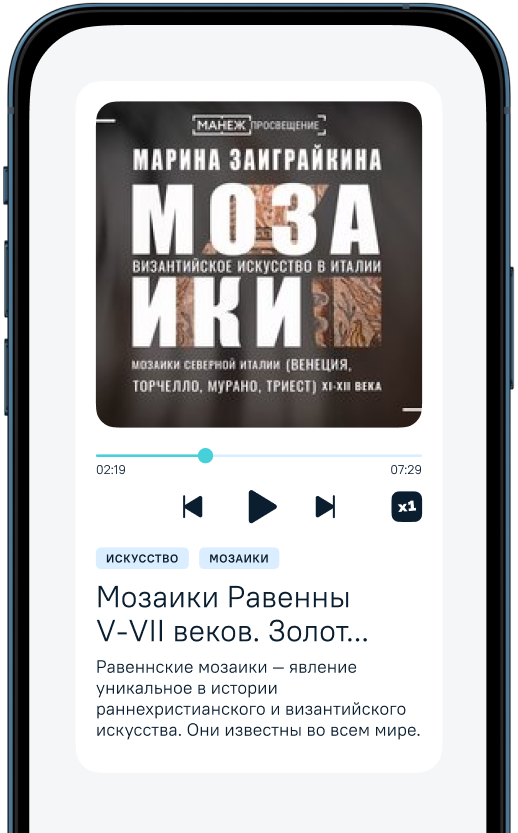 МАНЕЖ ПРОСВЕЩЕНИЕ
МАРИНА ЗАИГРАЙКИНА
МОЗА
ВИЗАНТИЙСКОЕ ИСКУССТВО В ИТАЛИИ
ИКИ
МОЗАИКИ СЕВЕРНОЙ ИТАЛИИ (ВЕНЕЦИЯ,
ТОРЧЕЛЛО, МУРАНО, ТРИЕСТ) XI-XII ВЕКА
02:19 07:29
x1
ИСКУССТВО МОЗАИКИ
Мозаики Равенны
V-VII веков. Золот...
Равеннские мозаики — явление
уникальное в истории
раннехристианского и византийского
искусства. Они известны во всем мире.